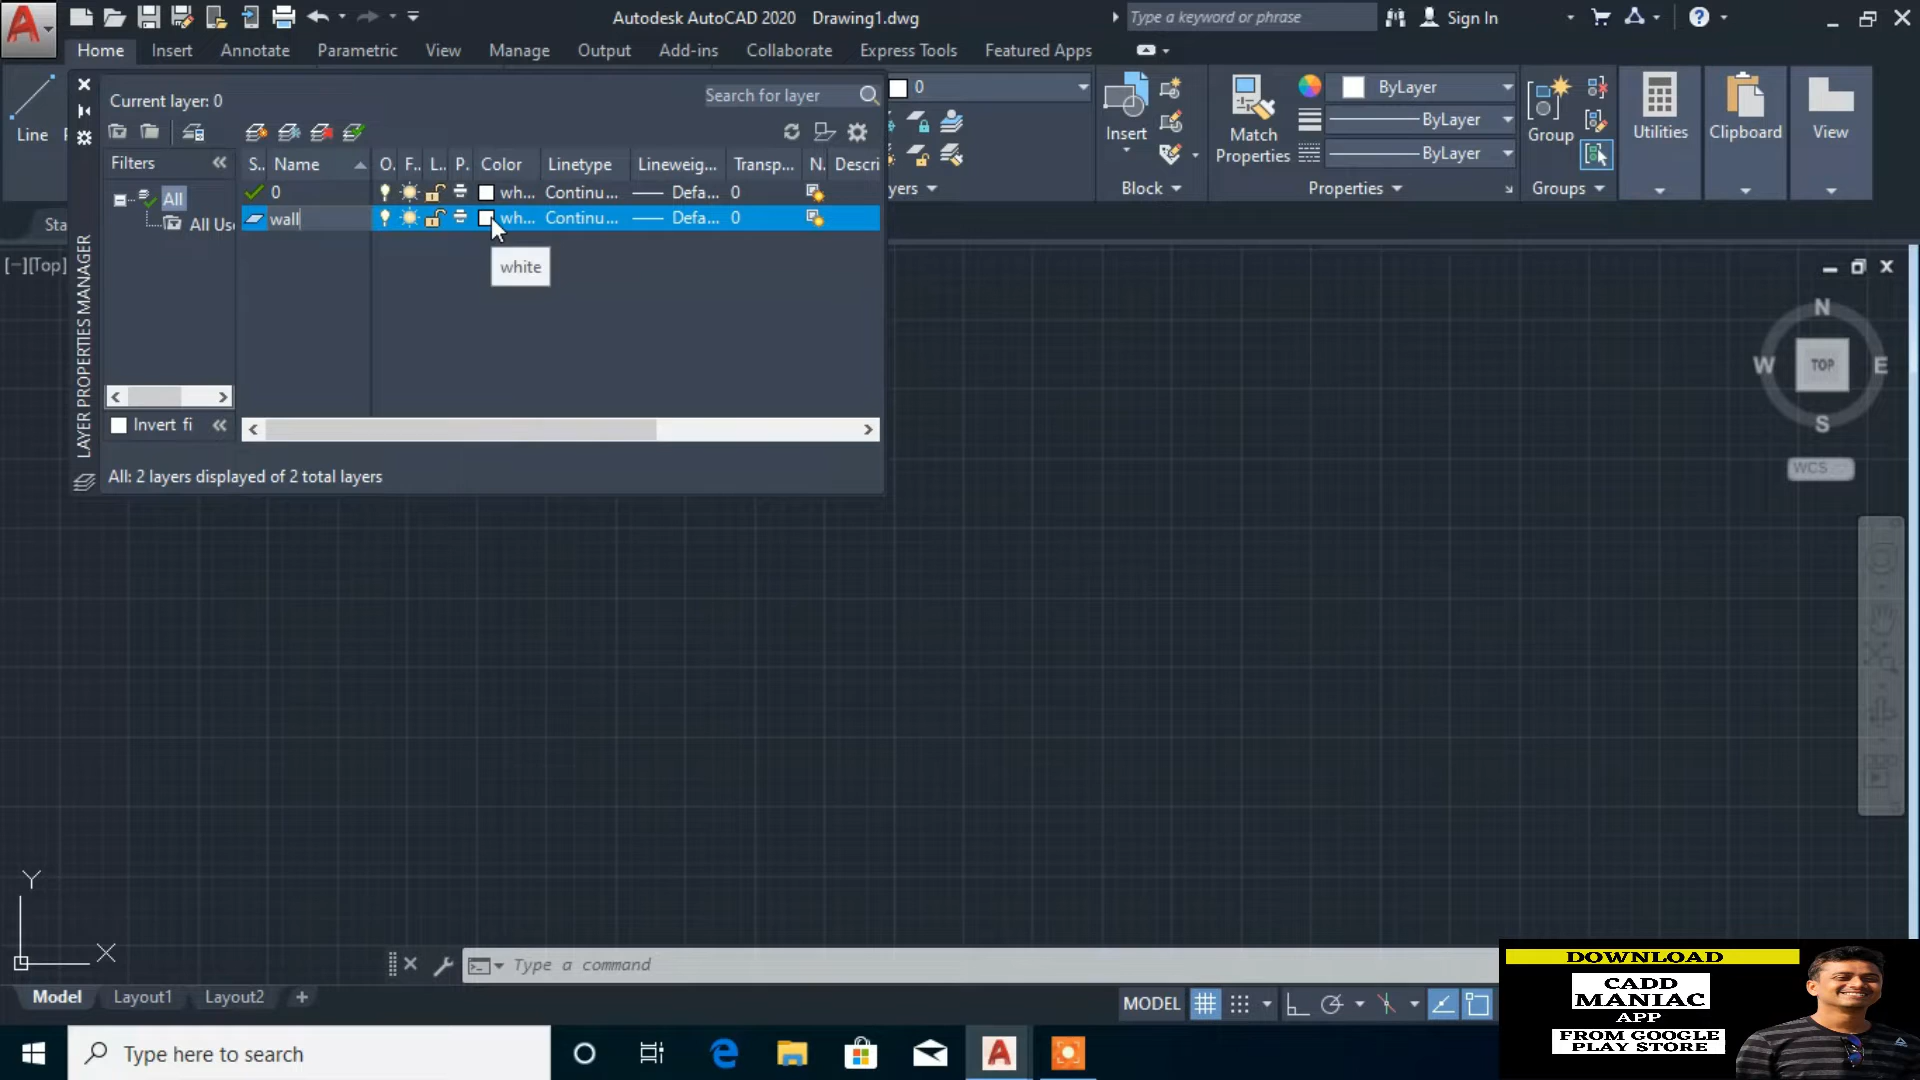 Autodesk AutoCAD 2020 Drawing1.dwg
Type a keyword or phrase
Sign In
Home Insert Annotate Parametric View Manage Output Add-ins Collaborate Express Tools Featured Apps
Line
Current layer: 0
Search for layer
Filters
S.. Name O. F.. L.. P. Color Linetype Lineweig... Transp... N. Descri
0 wh... Continu... Defa... 0
wall wh... Continu... Defa... 0
white
All
All Use
Invert fi
All: 2 layers displayed of 2 total layers
LAYER PROPERTIES MANAGER
0
yers
Insert
Block
Match
Properties
ByLayer
ByLayer
ByLayer
Properties
Group
Groups
Utilities
Clipboard
View
Sta
[−][Top]
N
W TOP E
S
WCS
Y
X
Type a command
Model Layout1 Layout2 +
MODEL
Type here to search
DOWNLOAD
CADD
MANIAC
APP
FROM GOOGLE
PLAY STORE